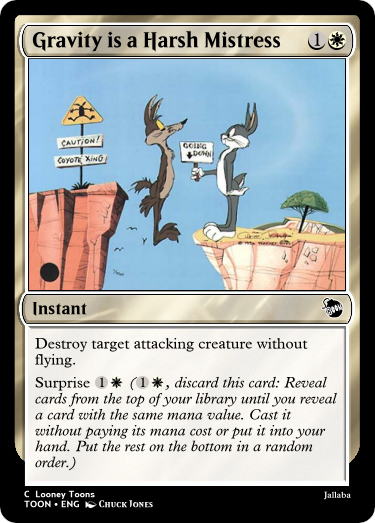 Gravity is a Harsh Mistress 1
CAUTION!
COYOTE XING!
GOING
DOWN
Instant
Destroy target attacking creature without
flying.
Surprise 1 (1, discard this card: Reveal
cards from the top of your library until you reveal
a card with the same mana value. Cast it
without paying its mana cost or put it into your
hand. Put the rest on the bottom in a random
order.)
C Looney Toons
TOON • ENG Chuck Jones
Jallaba